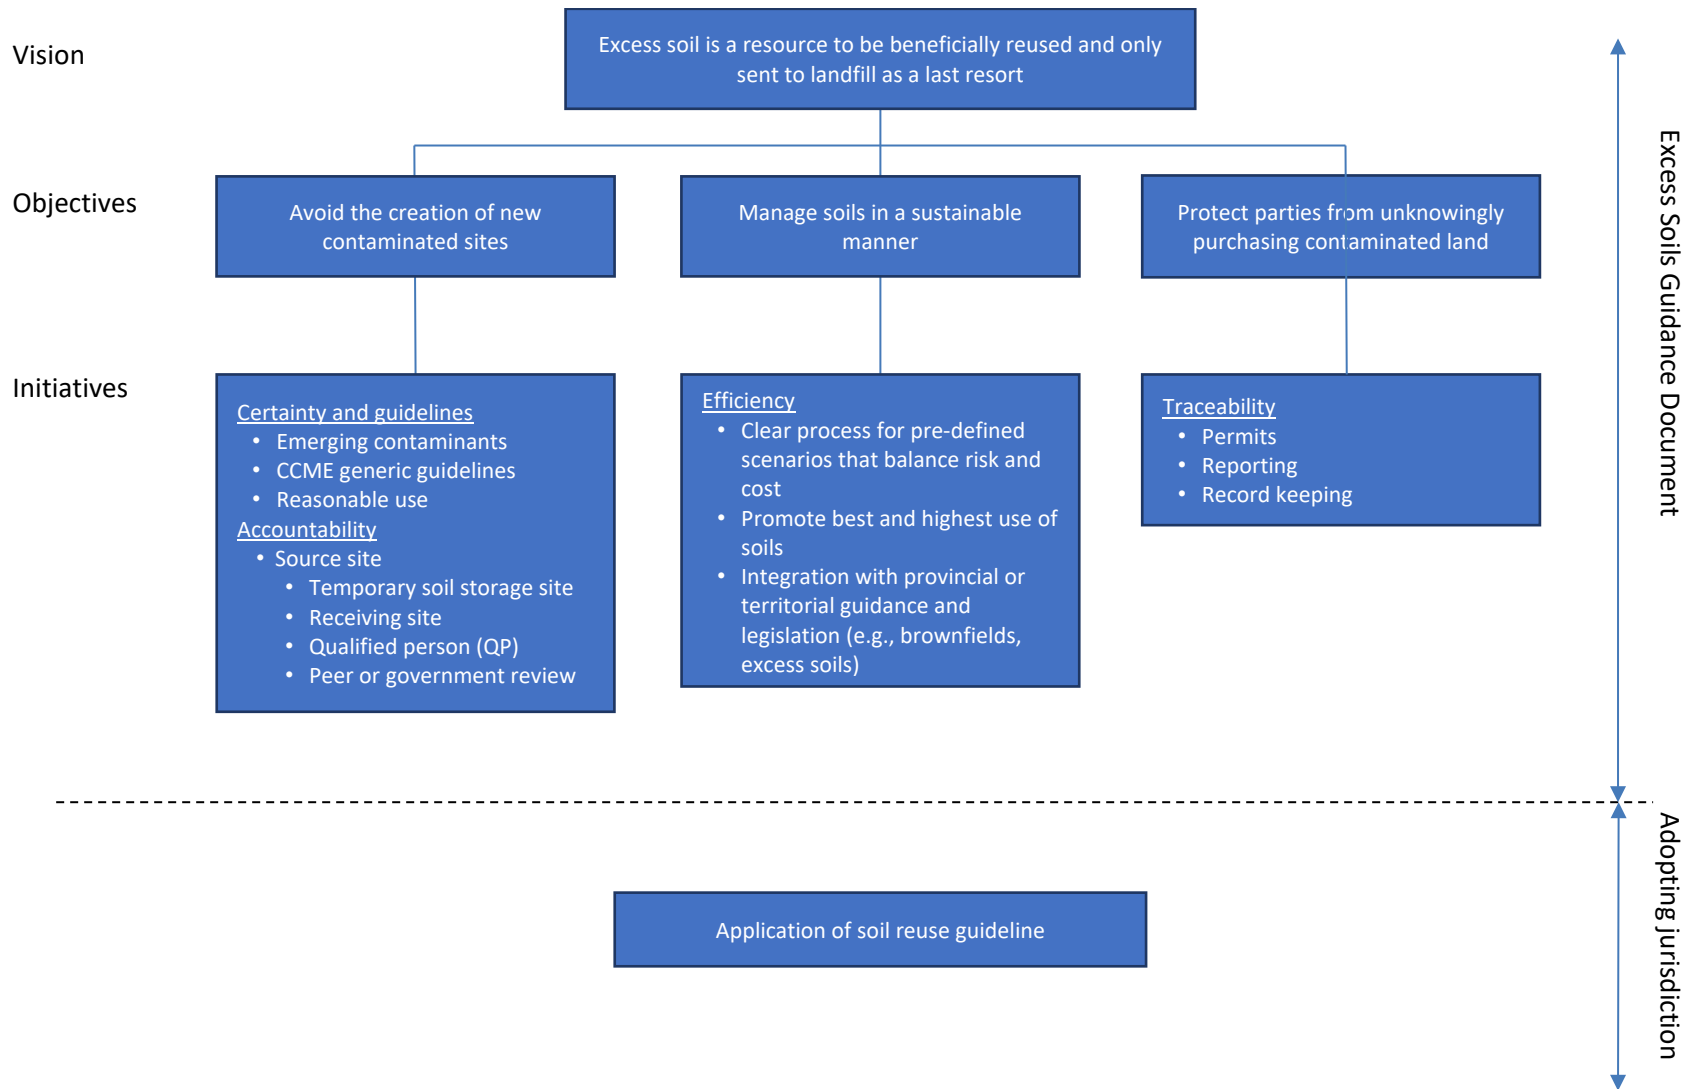 Vision
Excess soil is a resource to be beneficially reused and only
sent to landfill as a last resort
Objectives
Avoid the creation of new
contaminated sites
Manage soils in a sustainable
manner
Protect parties from unknowingly
purchasing contaminated land
Initiatives
Certainty and guidelines
• Emerging contaminants
• CCME generic guidelines
• Reasonable use
Accountability
• Source site
• Temporary soil storage site
• Receiving site
• Qualified person (QP)
• Peer or government review
Efficiency
• Clear process for pre-defined
scenarios that balance risk and
cost
• Promote best and highest use of
soils
• Integration with provincial or
territorial guidance and
legislation (e.g., brownfields,
excess soils)
Traceability
• Permits
• Reporting
• Record keeping
Excess Soils Guidance Document
Application of soil reuse guideline
Adopting jurisdiction